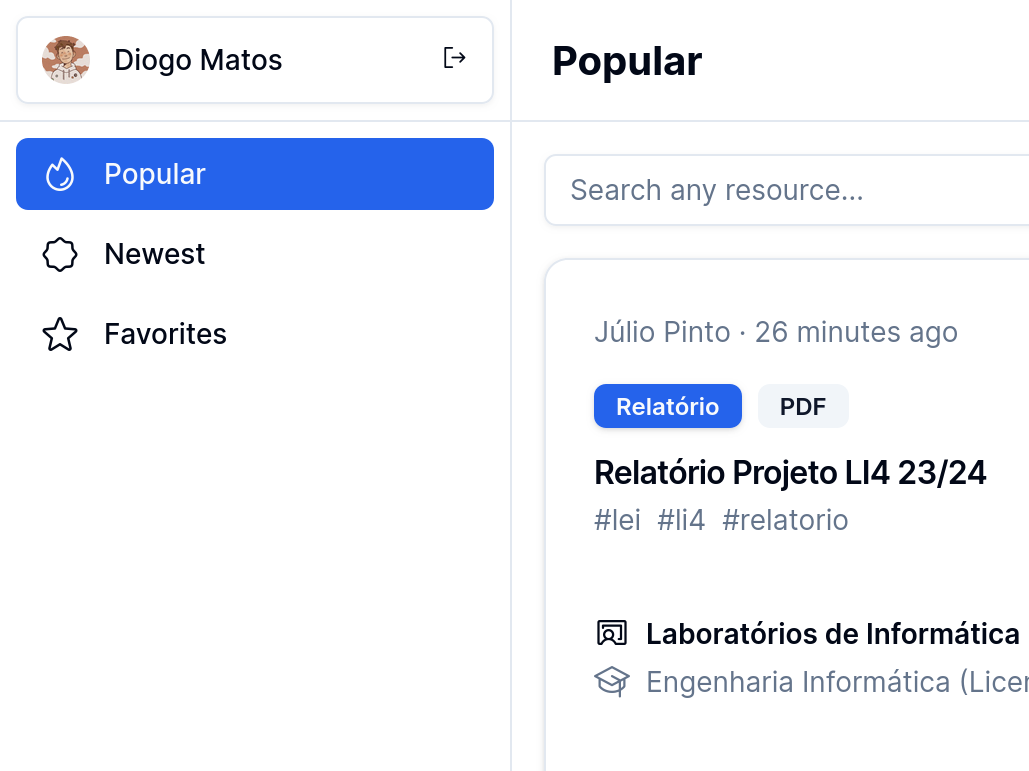 Diogo Matos
Popular
Newest
Favorites
Popular
Search any resource...
Júlio Pinto · 26 minutes ago
Relatório PDF
Relatório Projeto LI4 23/24
#lei #li4 #relatorio
Laboratórios de Informática
Engenharia Informática (Licen